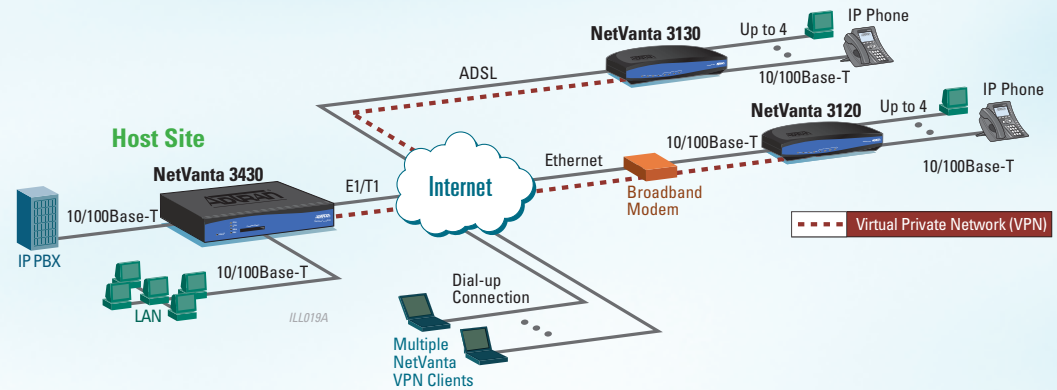 IP Phone
Up to 4
NetVanta 3130
ADSL
10/100Base-T
IP Phone
Up to 4
NetVanta 3120
10/100Base-T
10/100Base-T
Host Site
NetVanta 3430
Ethernet
Internet
E1/T1
Broadband
Modem
ADTRAN
10/100Base-T
IP PBX
Virtual Private Network (VPN)
10/100Base-T
LAN
ILL019A
Dial-up
Connection
Multiple
NetVanta
VPN Clients